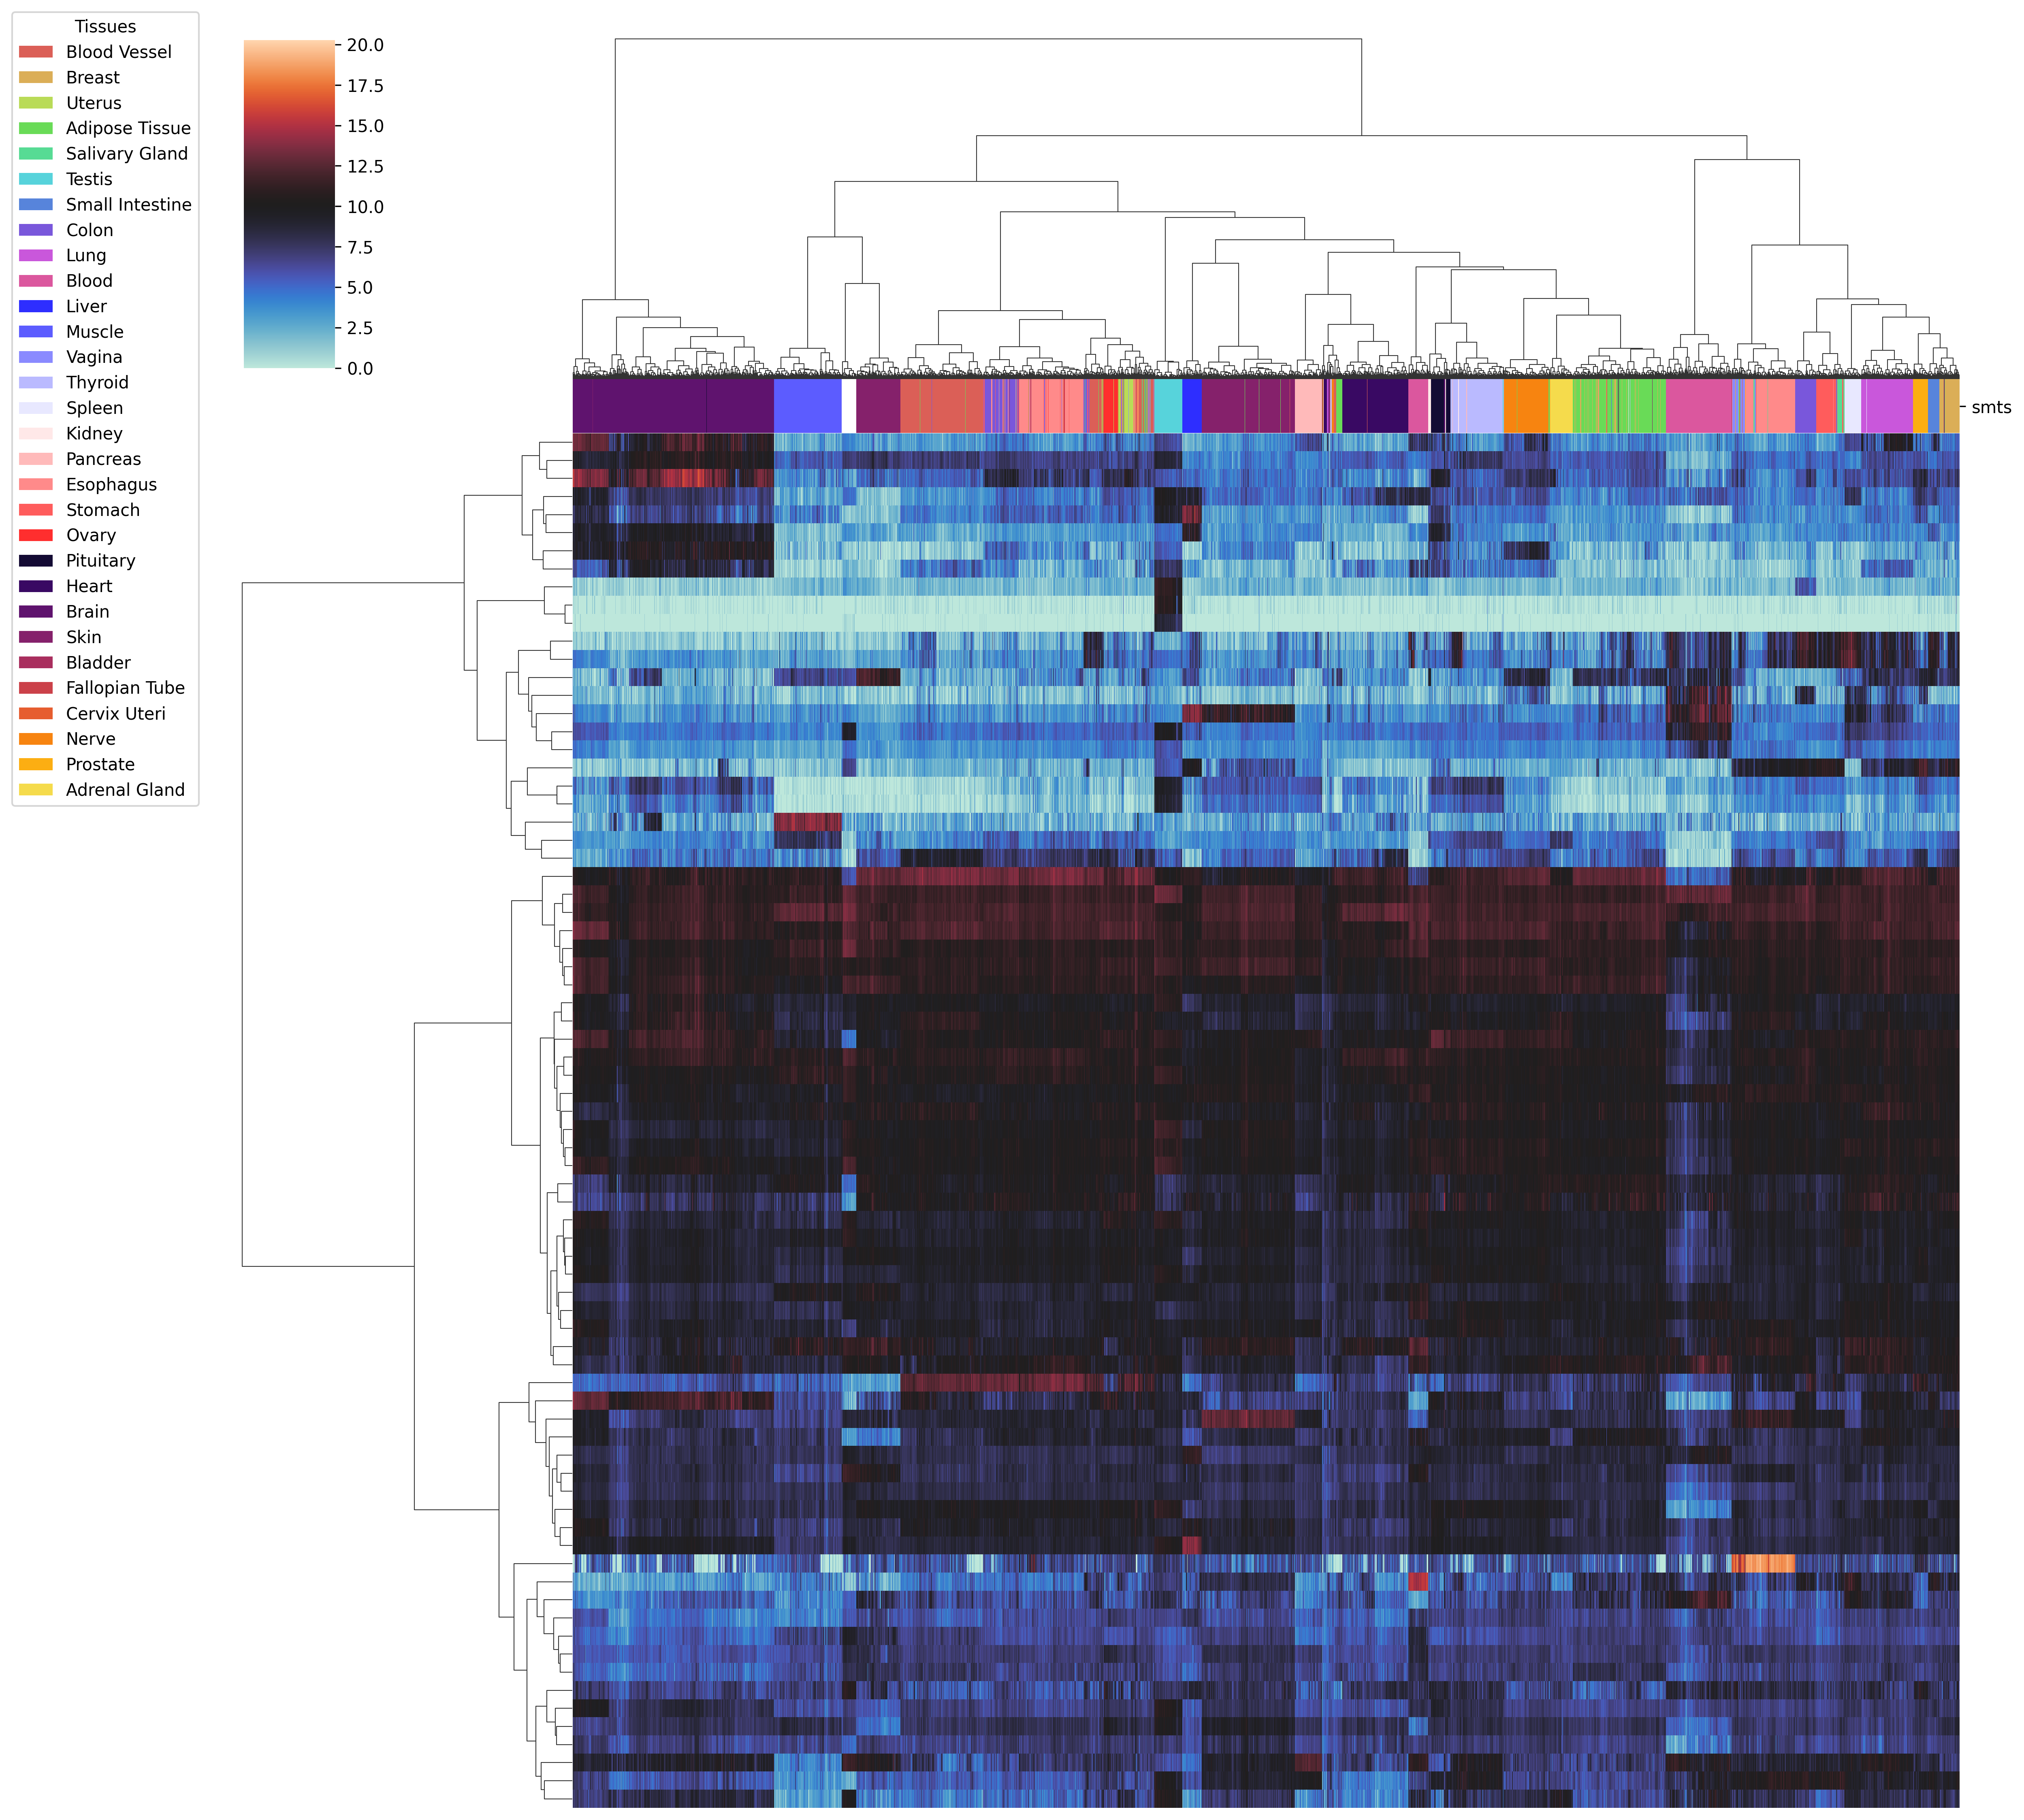 Tissues
Blood Vessel
Breast
Uterus
Adipose Tissue
Salivary Gland
Testis
Small Intestine
Colon
Lung
Blood
Liver
Muscle
Vagina
Thyroid
Spleen
Kidney
Pancreas
Esophagus
Stomach
Ovary
Pituitary
Heart
Brain
Skin
Bladder
Fallopian Tube
Cervix Uteri
Nerve
Prostate
Adrenal Gland
20.0
17.5
15.0
12.5
10.0
7.5
5.0
2.5
0.0
smts